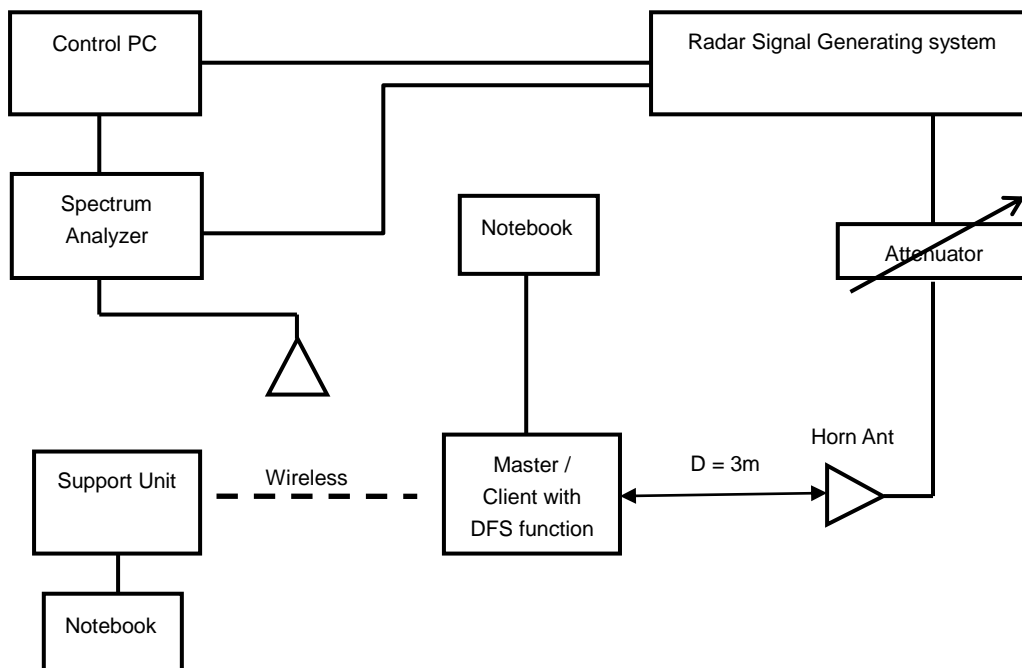 Control PC
Radar Signal Generating system
Spectrum
Analyzer
Notebook
Attenuator
Horn Ant
D = 3m
Master /
Client with
DFS function
Wireless
Support Unit
Notebook